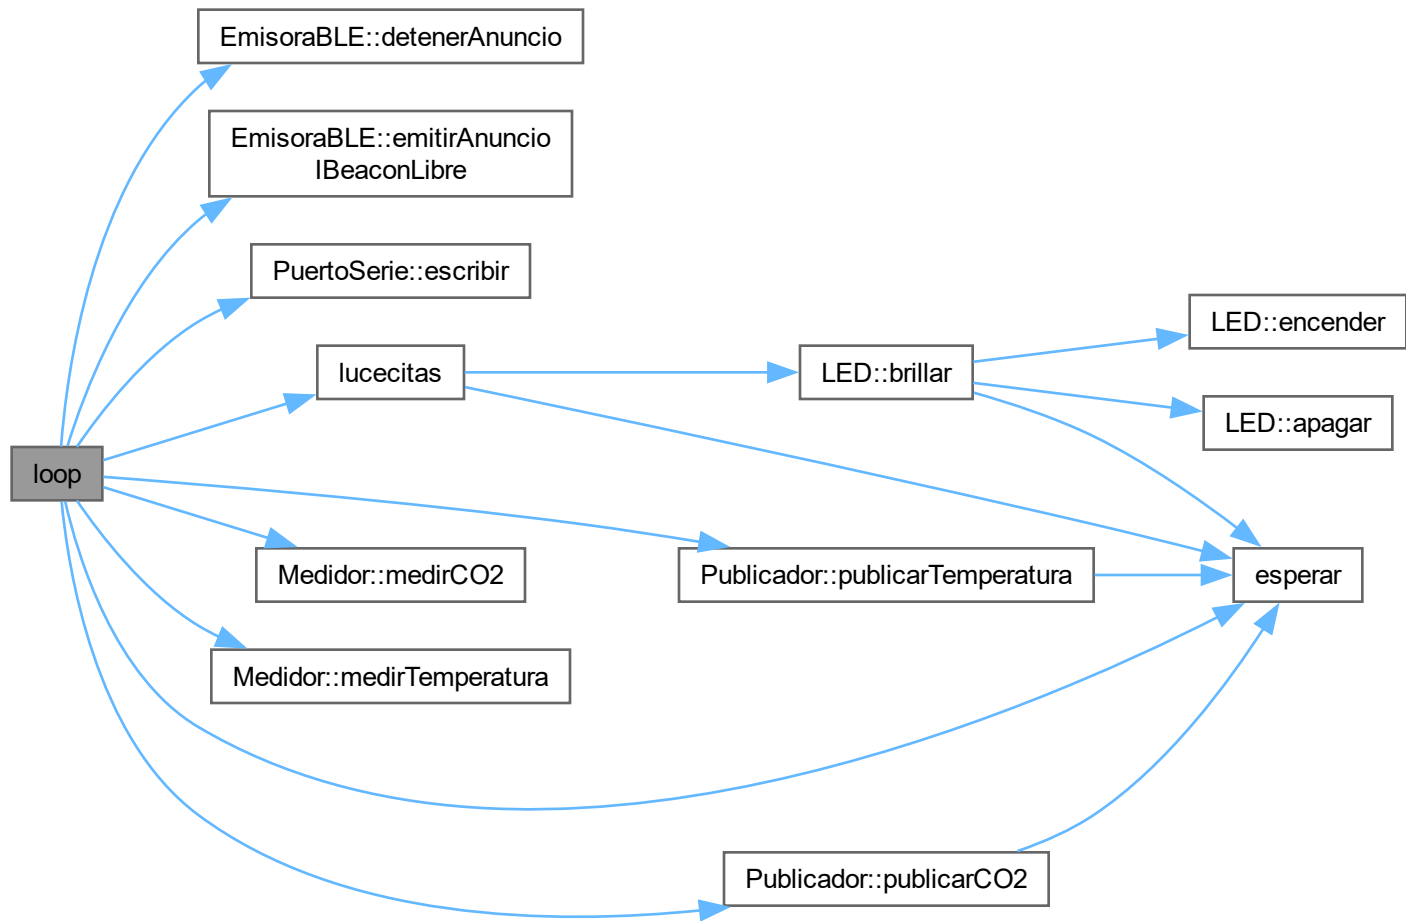 EmisoraBLE::detenerAnuncio
EmisoraBLE::emitirAnuncio
IBeaconLibre
PuertoSerie::escribir
lucecitas
LED::brillar
LED::encender
LED::apagar
loop
Medidor::medirCO2
Publicador::publicarTemperatura
esperar
Medidor::medirTemperatura
Publicador::publicarCO2